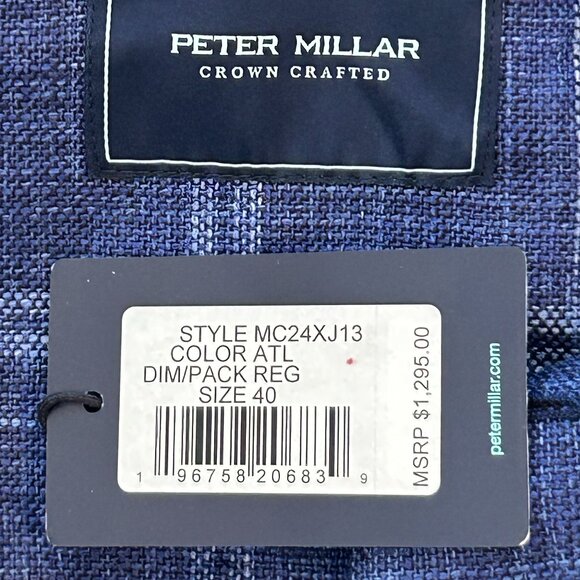 PETER MILLAR
CROWN CRAFTED
STYLE MC24XJ13
COLOR ATL
DIM/PACK REG
SIZE 40
1 96758 20683 9
MSRP $1,295.00
petermillar.com